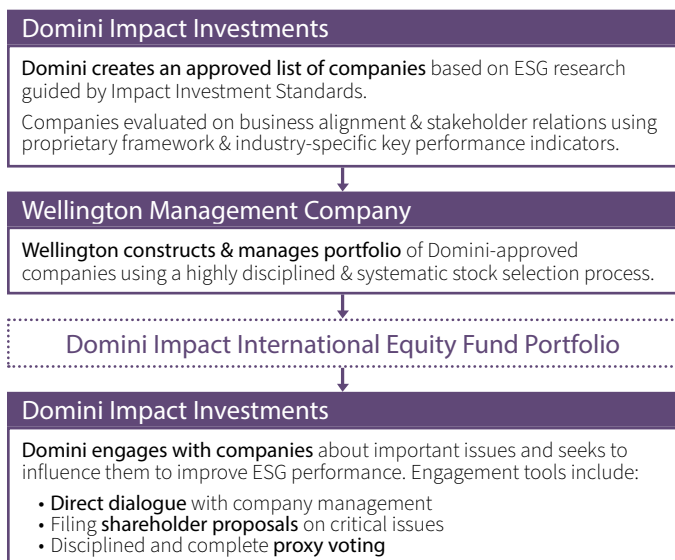 Domini Impact Investments
Domini creates an approved list of companies based on ESG research
guided by Impact Investment Standards.
Companies evaluated on business alignment & stakeholder relations using
proprietary framework & industry-specific key performance indicators.
Wellington Management Company
Wellington constructs & manages portfolio of Domini-approved
companies using a highly disciplined & systematic stock selection process.
Domini Impact International Equity Fund Portfolio
Domini Impact Investments
Domini engages with companies about important issues and seeks to
influence them to improve ESG performance. Engagement tools include:
• Direct dialogue with company management
• Filing shareholder proposals on critical issues
• Disciplined and complete proxy voting